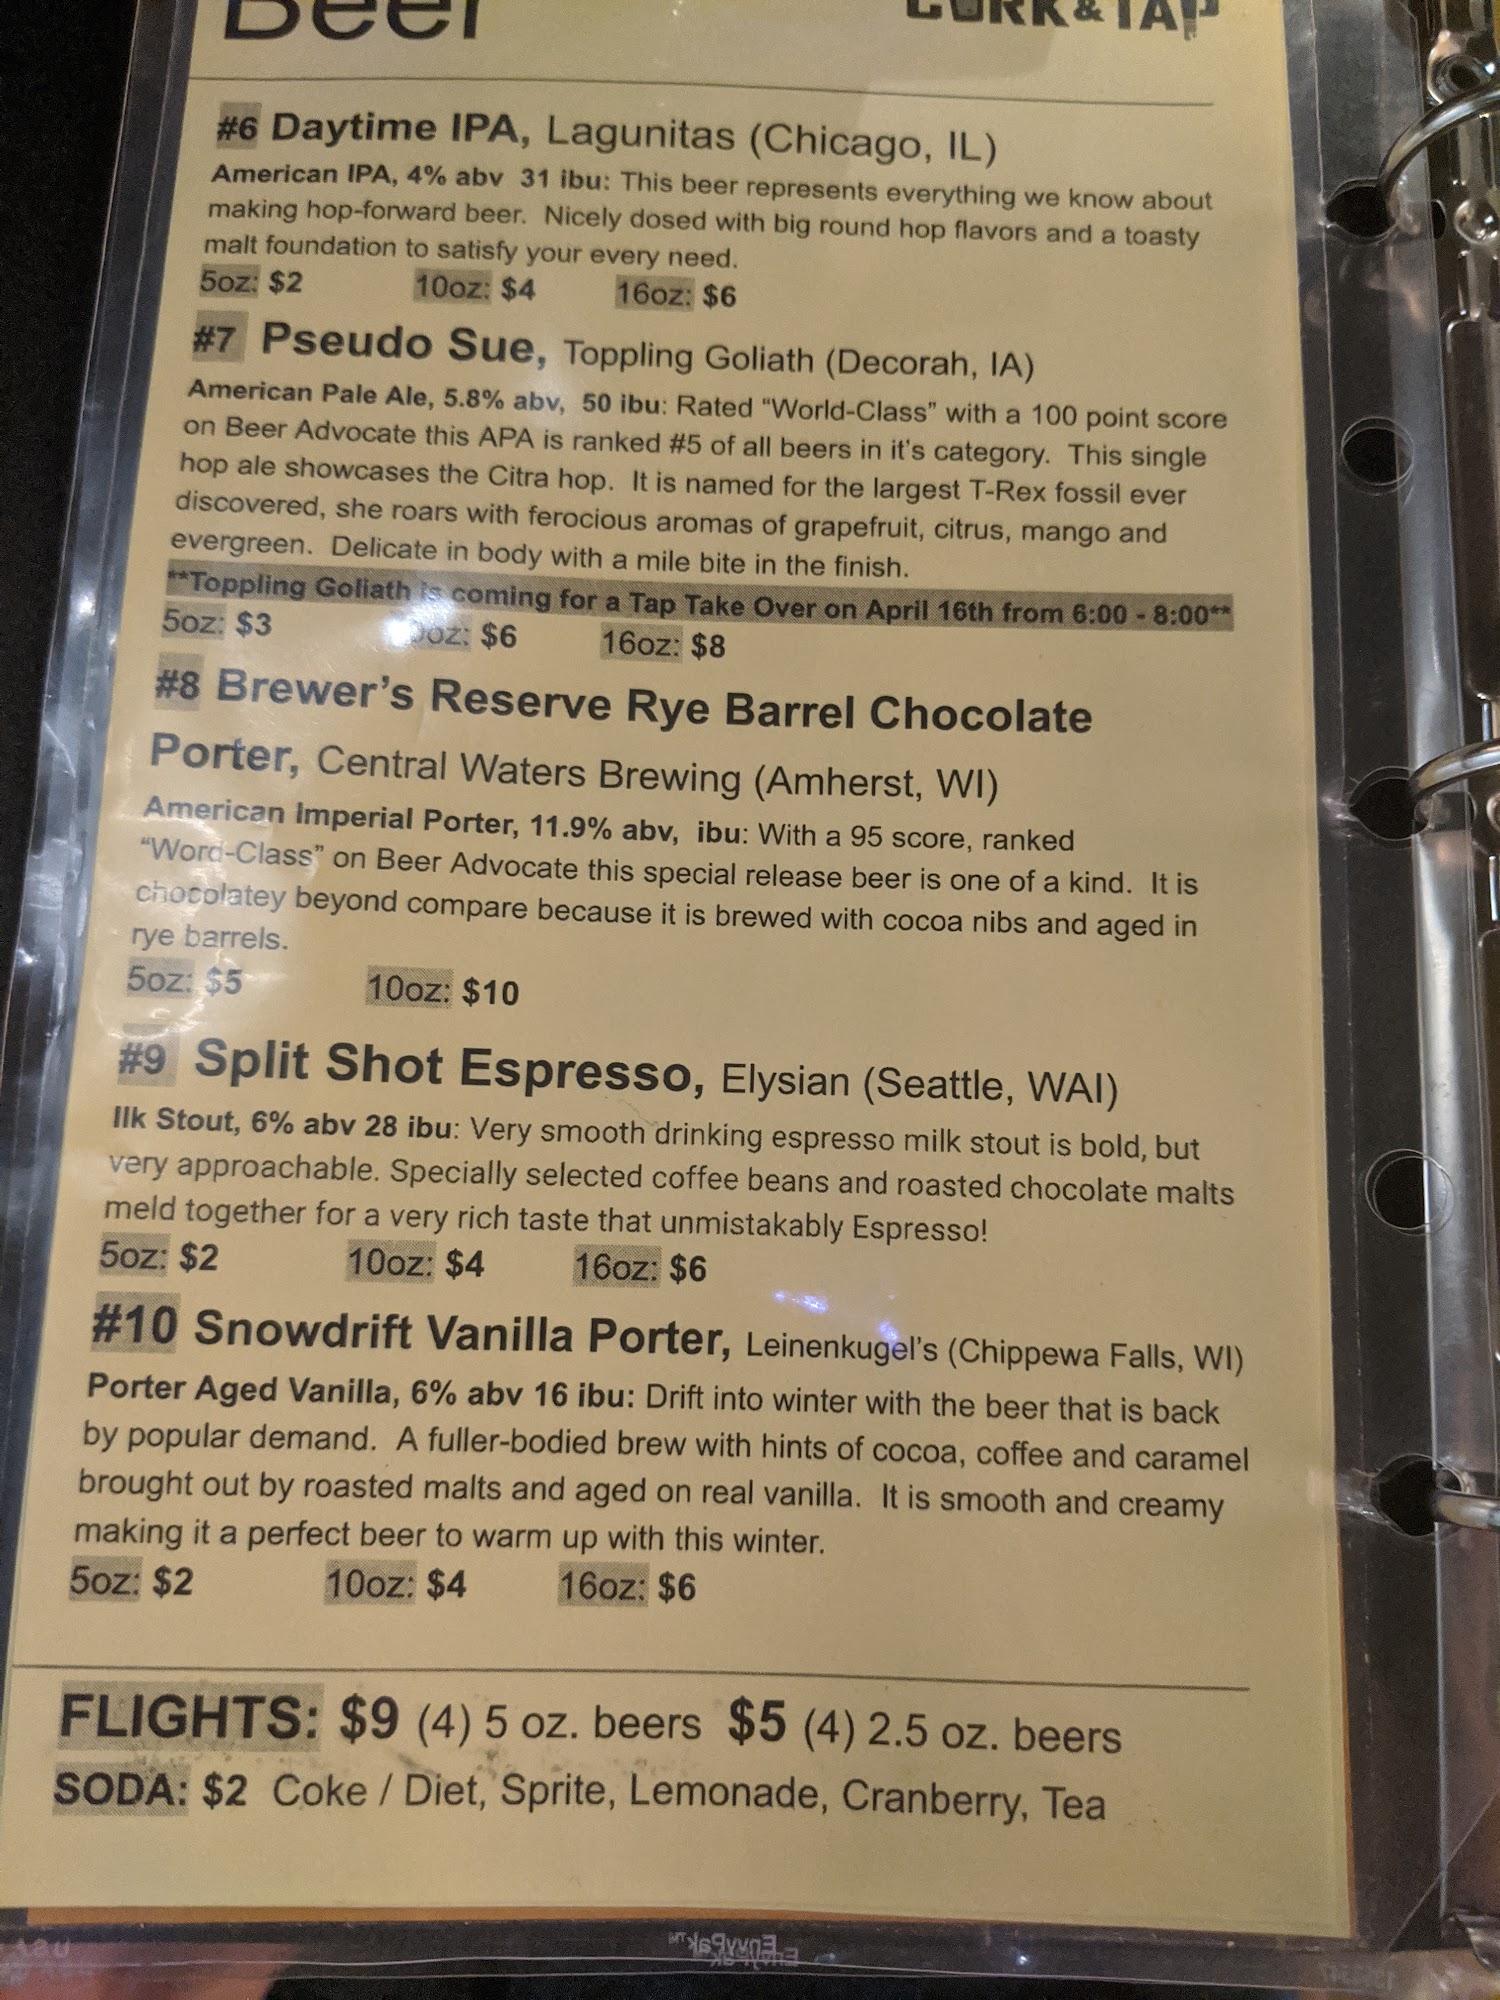 Beer CORK & TAP
#6 Daytime IPA, Lagunitas (Chicago, IL)
American IPA, 4% abv 31 ibu: This beer represents everything we know about
making hop-forward beer. Nicely dosed with big round hop flavors and a toasty
malt foundation to satisfy your every need.
5oz: $2 10oz: $4 16oz: $6
#7 Pseudo Sue, Toppling Goliath (Decorah, IA)
American Pale Ale, 5.8% abv, 50 ibu: Rated “World-Class” with a 100 point score
on Beer Advocate this APA is ranked #5 of all beers in it's category. This single
hop ale showcases the Citra hop. It is named for the largest T-Rex fossil ever
discovered, she roars with ferocious aromas of grapefruit, citrus, mango and
evergreen. Delicate in body with a mile bite in the finish.
**Toppling Goliath is coming for a Tap Take Over on April 16th from 6:00 - 8:00**
5oz: $3 10oz: $6 16oz: $8
#8 Brewer's Reserve Rye Barrel Chocolate
Porter, Central Waters Brewing (Amherst, WI)
American Imperial Porter, 11.9% abv, ibu: With a 95 score, ranked
“Word-Class” on Beer Advocate this special release beer is one of a kind. It is
chocolatey beyond compare because it is brewed with cocoa nibs and aged in
rye barrels.
5oz: $5 10oz: $10
#9 Split Shot Espresso, Elysian (Seattle, WAI)
Ilk Stout, 6% abv 28 ibu: Very smooth drinking espresso milk stout is bold, but
very approachable. Specially selected coffee beans and roasted chocolate malts
meld together for a very rich taste that unmistakably Espresso!
5oz: $2 10oz: $4 16oz: $6
#10 Snowdrift Vanilla Porter, Leinenkugel's (Chippewa Falls, WI)
Porter Aged Vanilla, 6% abv 16 ibu: Drift into winter with the beer that is back
by popular demand. A fuller-bodied brew with hints of cocoa, coffee and caramel
brought out by roasted malts and aged on real vanilla. It is smooth and creamy
making it a perfect beer to warm up with this winter.
5oz: $2 10oz: $4 16oz: $6
FLIGHTS: $9 (4) 5 oz. beers $5 (4) 2.5 oz. beers
SODA: $2 Coke / Diet, Sprite, Lemonade, Cranberry, Tea
EnvyPak™
USA